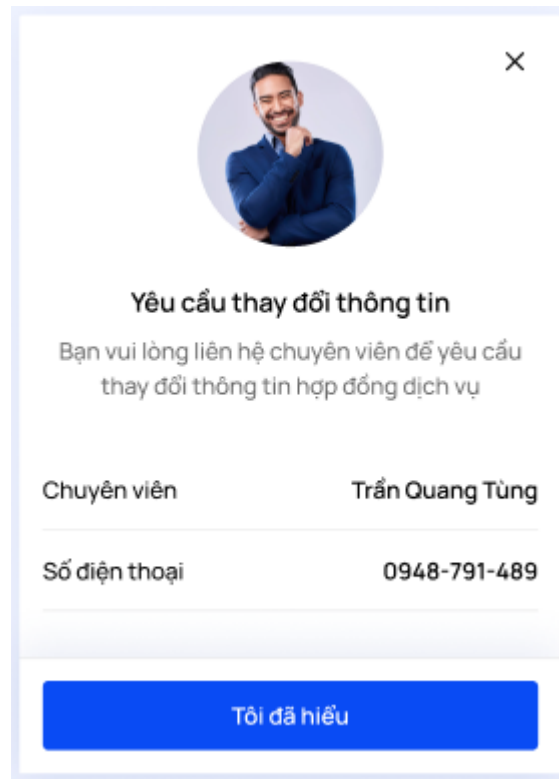 Yêu cầu thay đổi thông tin
Bạn vui lòng liên hệ chuyên viên để yêu cầu
thay đổi thông tin hợp đồng dịch vụ
Chuyên viên Trần Quang Tùng
Số điện thoại 0948-791-489
Tôi đã hiểu